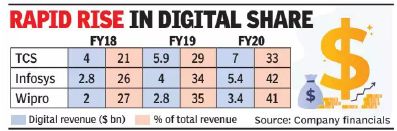 RAPID RISE IN DIGITAL SHARE
FY18 FY19 FY20
TCS 4 21 5.9 29 7 33
Infosys 2.8 26 4 34 5.4 42
Wipro 2 27 2.8 35 3.4 41
Digital revenue ($ bn) % of total revenue Source: Company financials
$
$